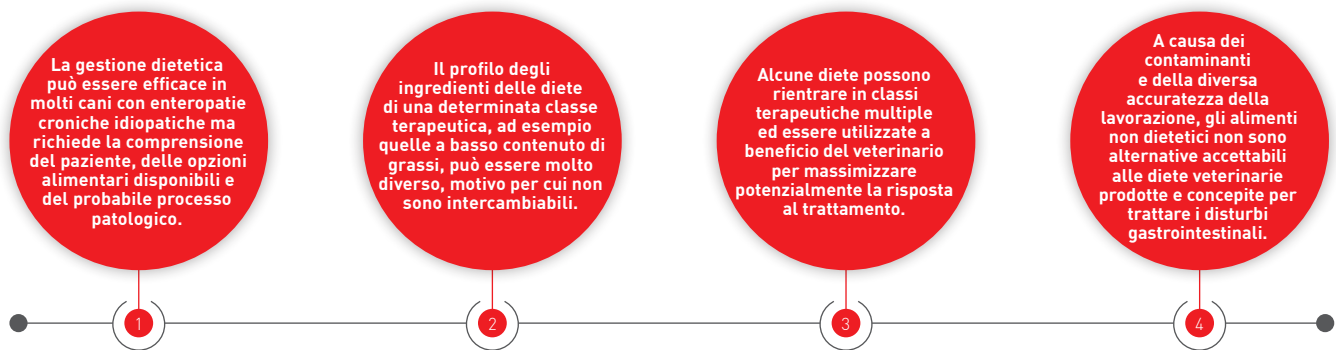 La gestione dietetica
può essere efficace in
molti cani con enteropatie
croniche idiopatiche ma
richiede la comprensione
del paziente, delle opzioni
alimentari disponibili e
del probabile processo
patologico.
1
Il profilo degli
ingredienti delle diete
di una determinata classe
terapeutica, ad esempio
quelle a basso contenuto di
grassi, può essere molto
diverso, motivo per cui non
sono intercambiabili.
2
Alcune diete possono
rientrare in classi
terapeutiche multiple
ed essere utilizzate a
beneficio del veterinario
per massimizzare
potenzialmente la risposta
al trattamento.
3
A causa dei
contaminanti
e della diversa
accuratezza della
lavorazione, gli alimenti
non dietetici non sono
alternative accettabili
alle diete veterinarie
prodotte e concepite per
trattare i disturbi
gastrointestinali.
4